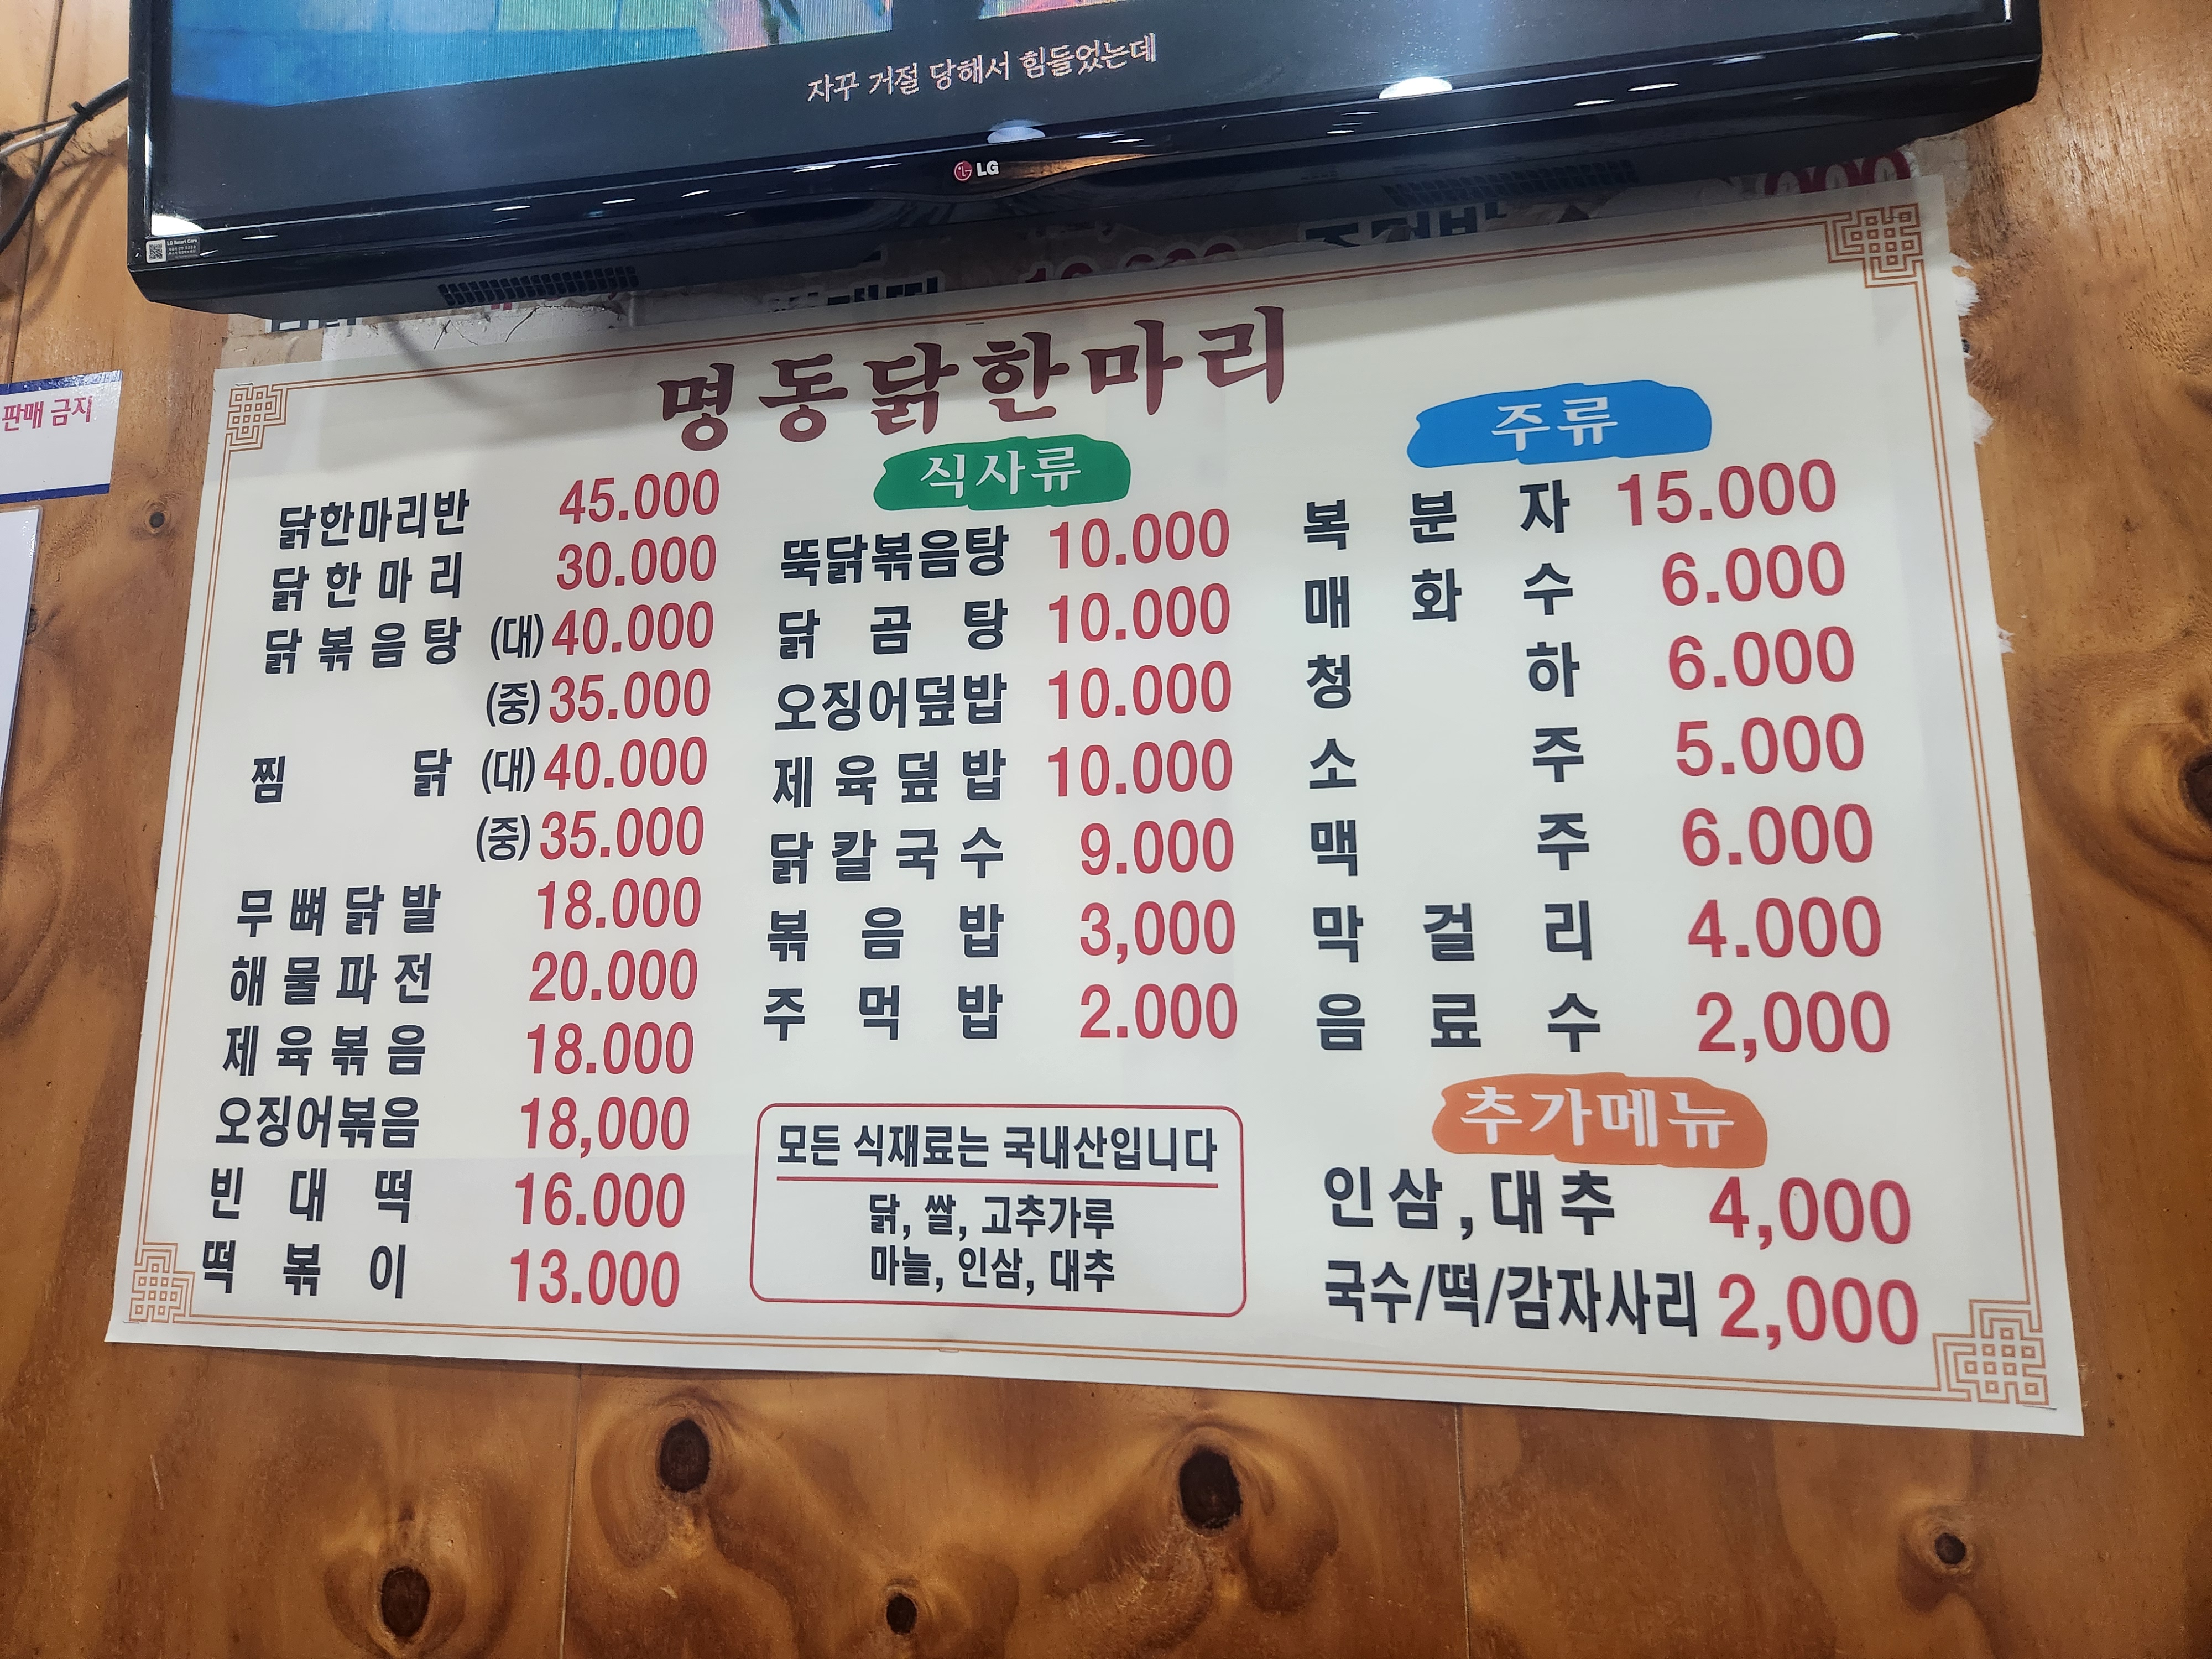 자꾸 거절 당해서 힘들었는데
LG
LG Smart Care
판매 금지
명동닭한마리
닭한마리반 45.000
닭한마리 30.000
닭볶음탕 (대) 40.000
(중) 35.000
찜닭 (대) 40.000
(중) 35.000
무뼈닭발 18.000
해물파전 20.000
제육볶음 18.000
오징어볶음 18,000
빈대떡 16.000
떡볶이 13.000
식사류
뚝닭볶음탕 10.000
닭곰탕 10.000
오징어덮밥 10.000
제육덮밥 10.000
닭칼국수 9.000
볶음밥 3,000
주먹밥 2.000
모든 식재료는 국내산입니다
닭, 쌀, 고추가루
마늘, 인삼, 대추
주류
복분자 15.000
매화수 6.000
청하 6.000
소주 5.000
맥주 6.000
막걸리 4.000
음료수 2,000
추가메뉴
인삼, 대추 4,000
국수/떡/감자사리 2,000